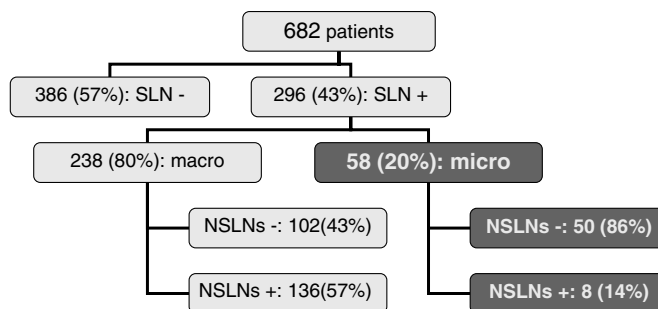 682 patients
386 (57%): SLN -
296 (43%): SLN +
238 (80%): macro
58 (20%): micro
NSLNs -: 102(43%)
NSLNs -: 50 (86%)
NSLNs +: 136(57%)
NSLNs +: 8 (14%)